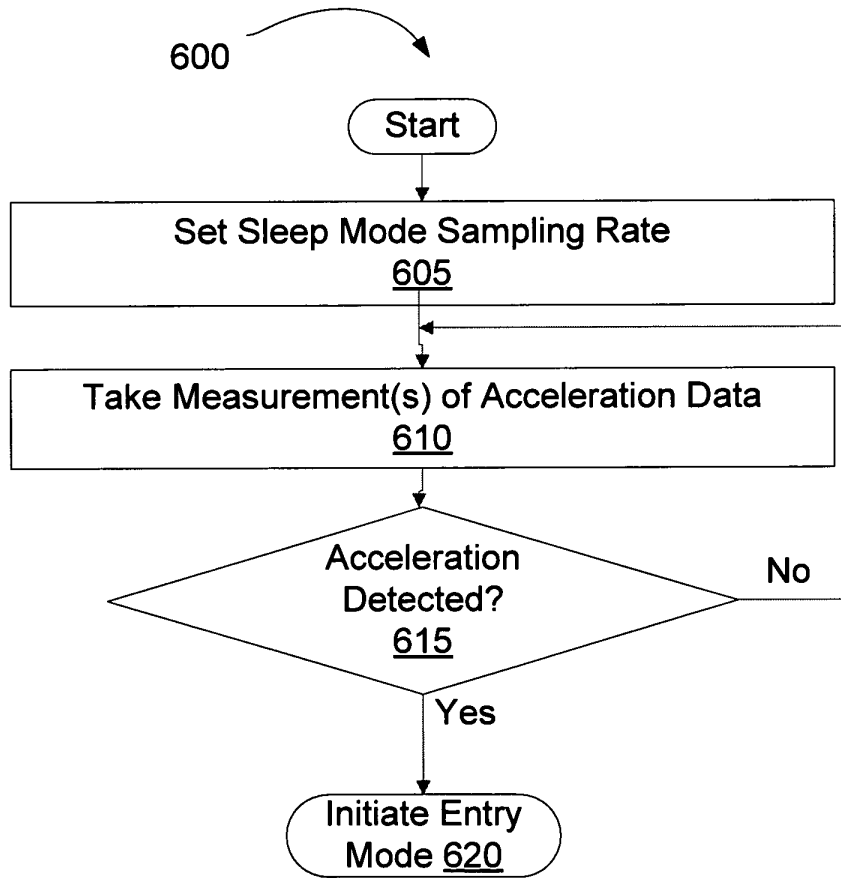 600
Start
Set Sleep Mode Sampling Rate
605
Take Measurement(s) of Acceleration Data
610
Acceleration
Detected?
615
No
Yes
Initiate Entry
Mode 620